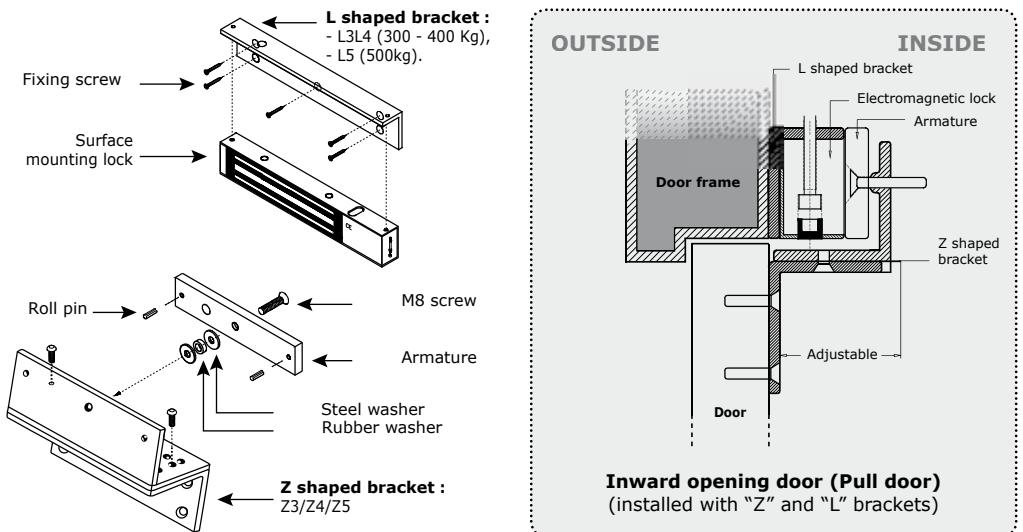 L shaped bracket :
- L3L4 (300 - 400 Kg),
- L5 (500kg).
Fixing screw
Surface
mounting lock
CE
Roll pin
M8 screw
Armature
Steel washer
Rubber washer
Z shaped bracket :
Z3/Z4/Z5
OUTSIDE
INSIDE
L shaped bracket
Electromagnetic lock
Armature
Door frame
Z shaped
bracket
Adjustable
Door
Inward opening door (Pull door)
(installed with “Z” and “L” brackets)